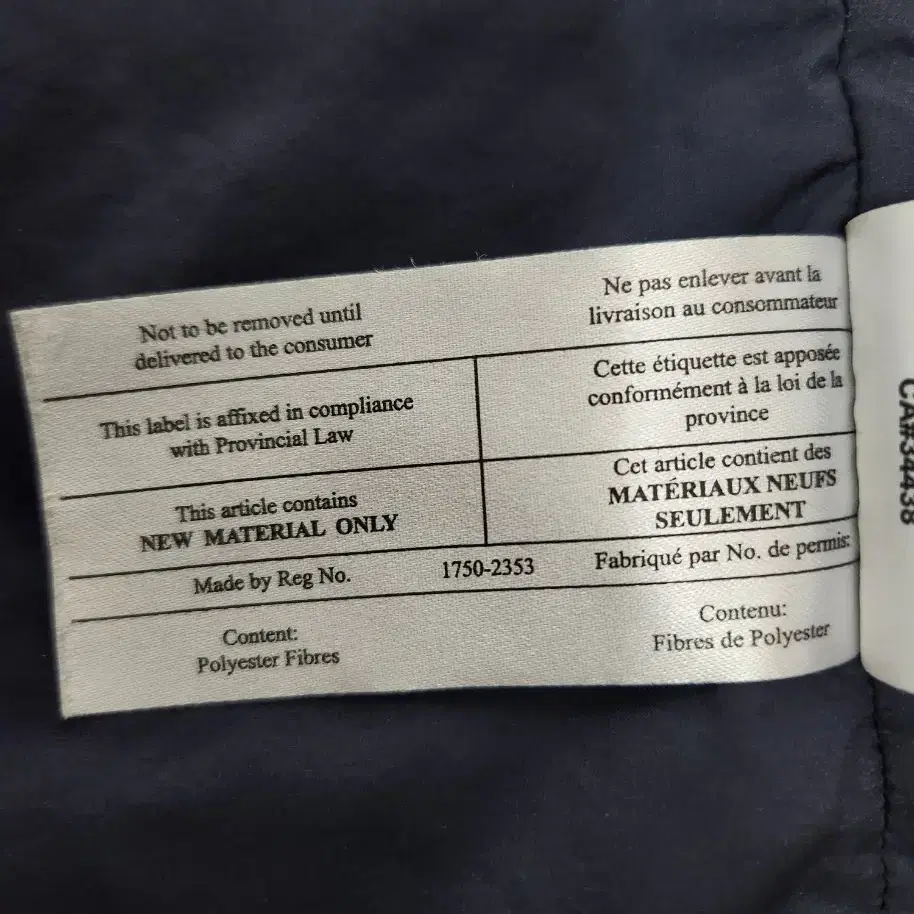 Not to be removed until
delivered to the consumer
Ne pas enlever avant la
livraison au consommateur
This label is affixed in compliance
with Provincial Law
Cette étiquette est apposée
conformément à la loi de la
province
This article contains
NEW MATERIAL ONLY
Cet article contient des
MATÉRIAUX NEUFS
SEULEMENT
Made by Reg No. 1750-2353 Fabriqué par No. de permis:
Content:
Polyester Fibres
Contenu:
Fibres de Polyester
CA#34438